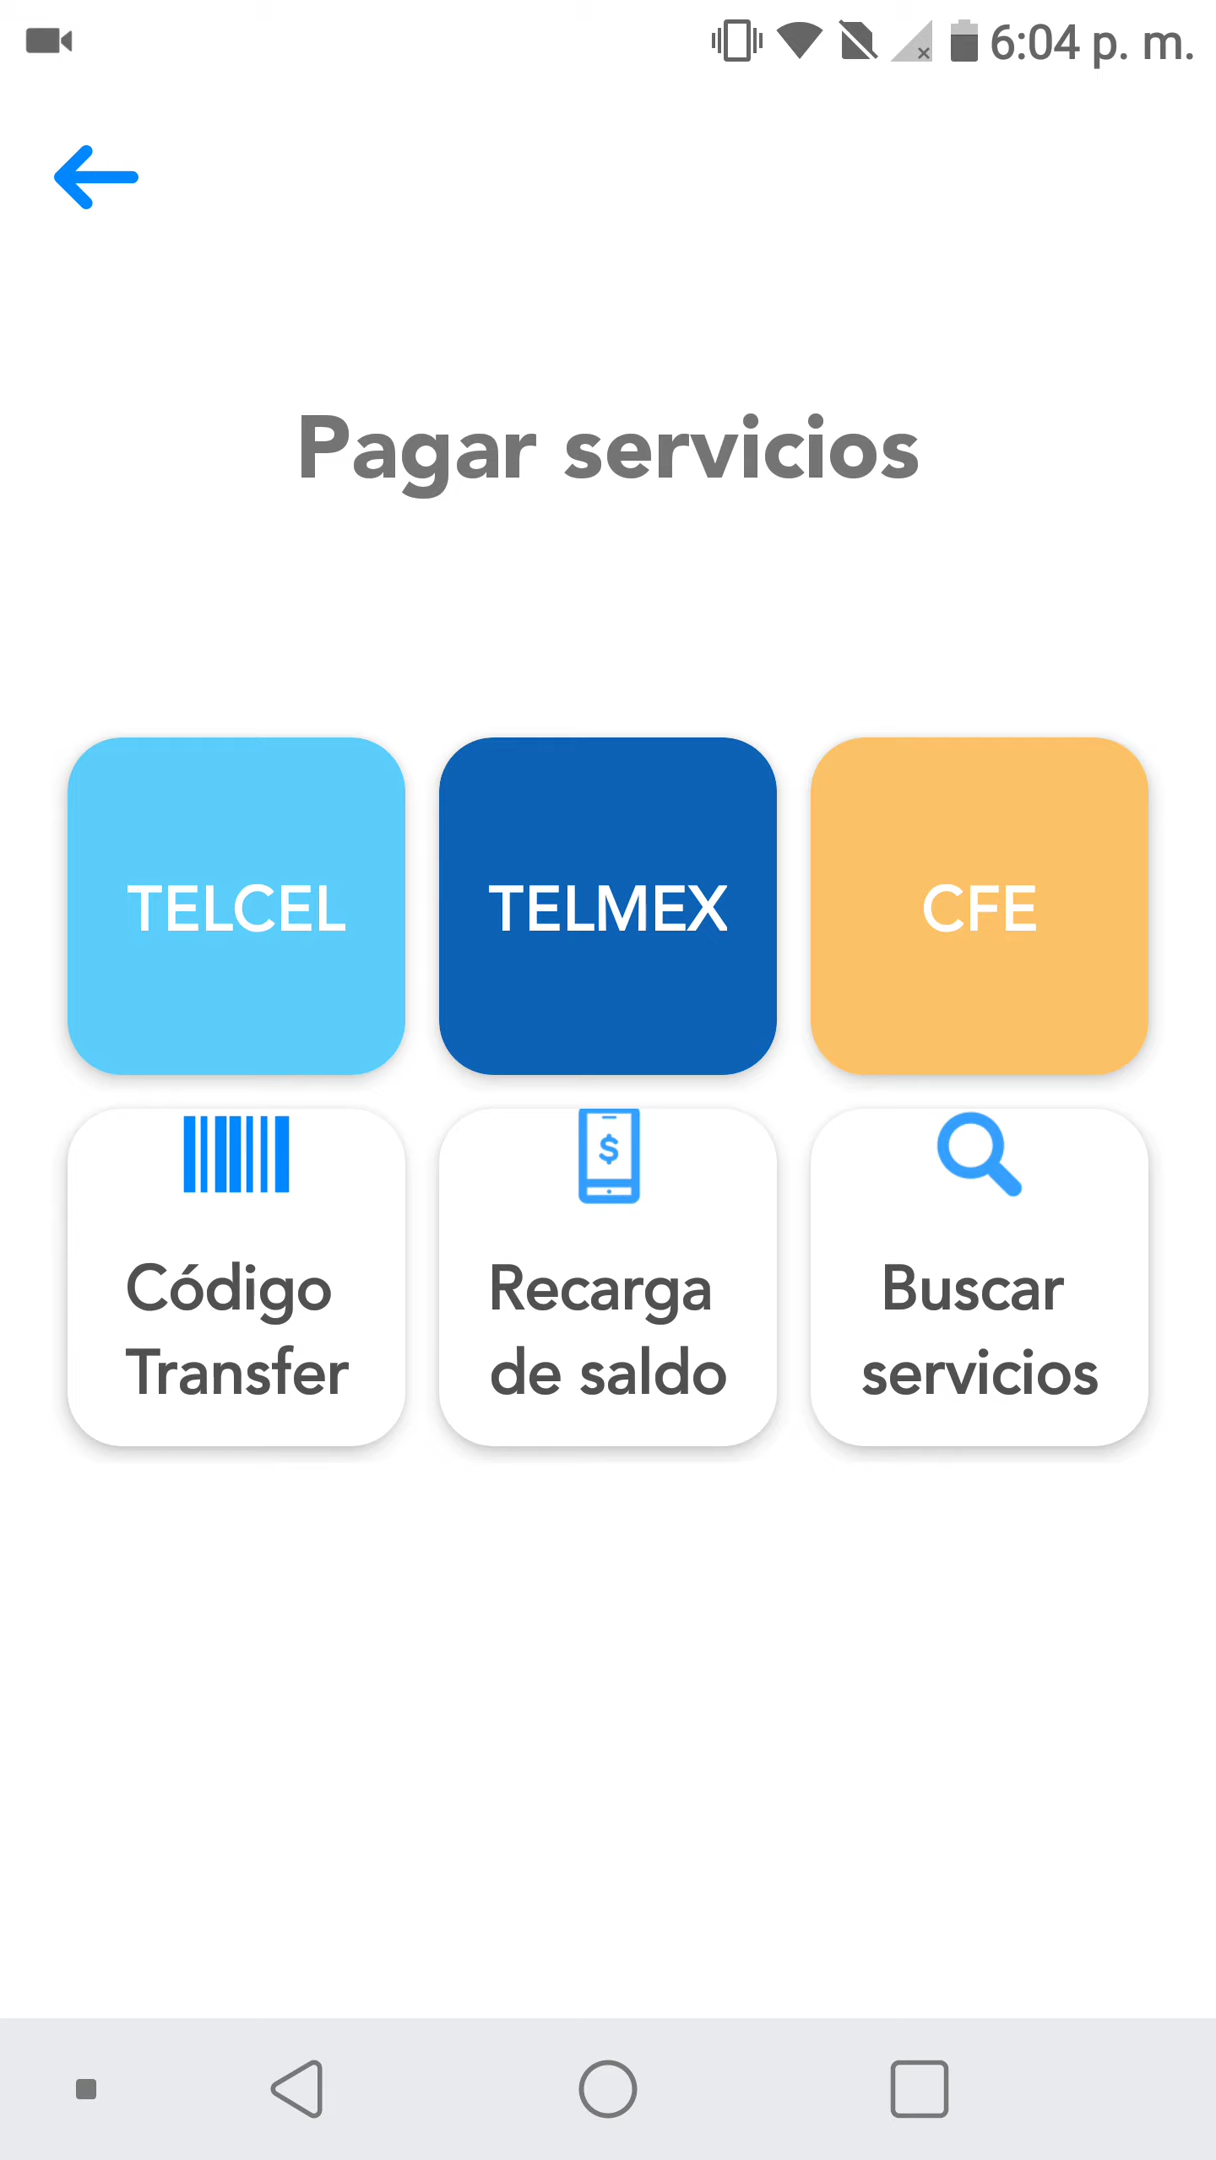 6:04 p. m.
Pagar servicios
TELCEL
TELMEX
CFE
Código
Transfer
$
Recarga
de saldo
Buscar
servicios